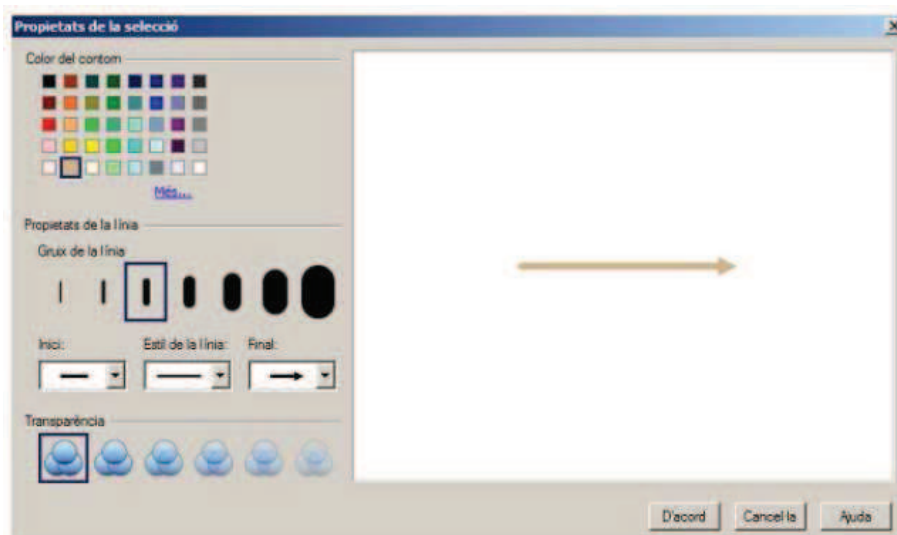 Propietats de la selecció
Color del contorn
Més...
Propietats de la línia
Gruix de la línia
Inici:
Estil de la línia:
Final:
Transparència
D'acord
Cancel·la
Ajuda